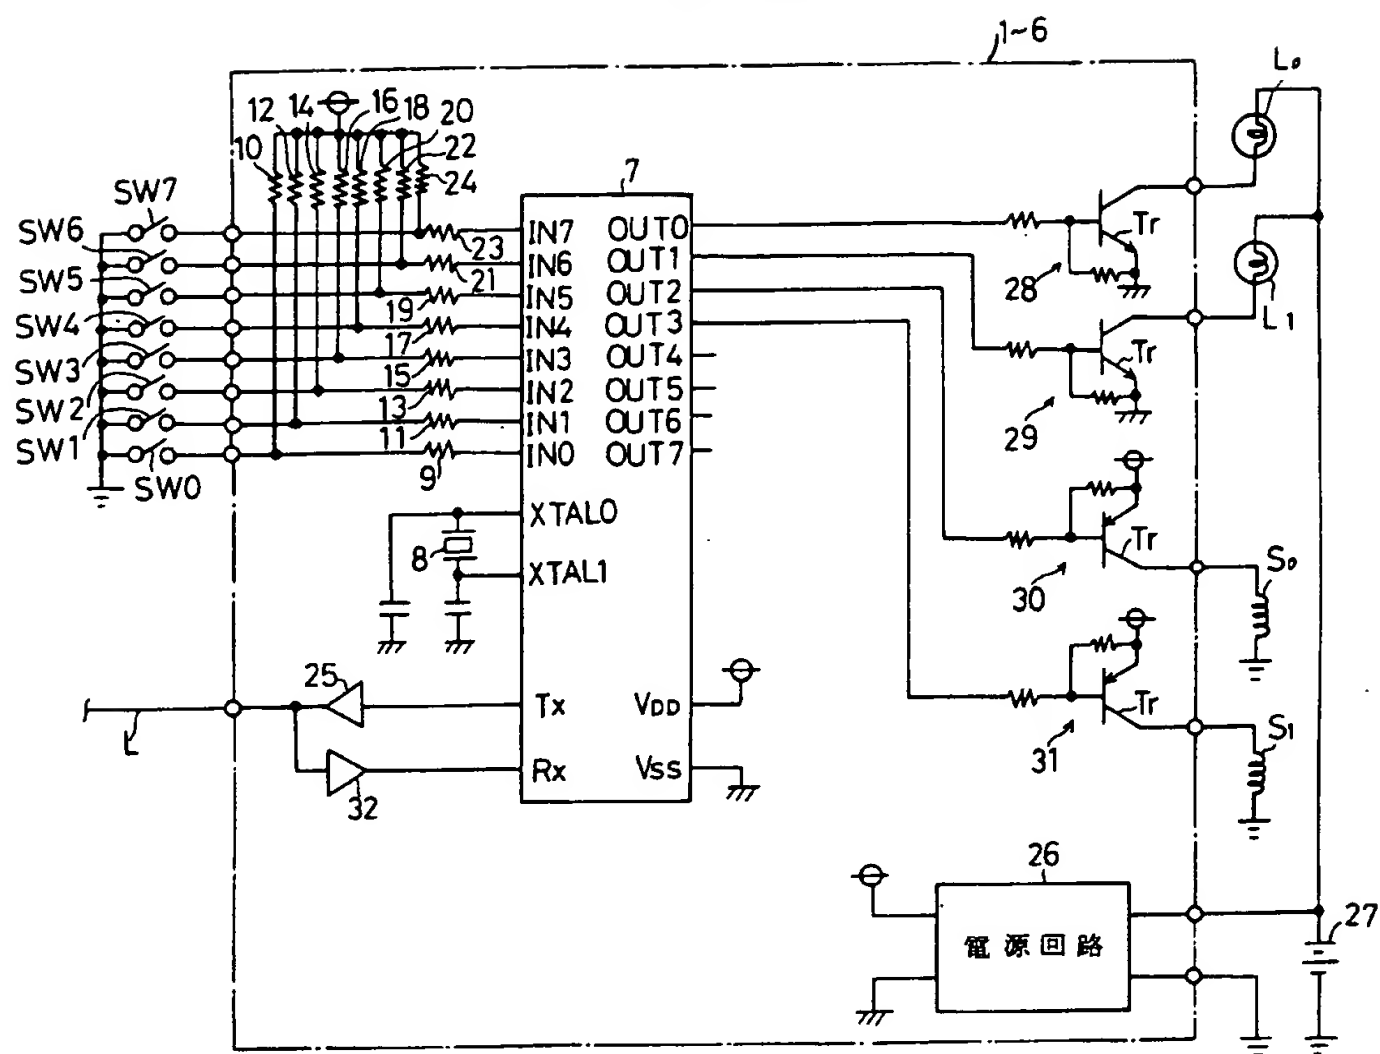 1~6
L0
12 14 16 18 20
10 22
24
7
SW7
SW6
SW5
SW4
SW3
SW2
SW1
SW0
23
21
19
17
15
13
11
9
IN7 OUT0
IN6 OUT1
IN5 OUT2
IN4 OUT3
IN3 OUT4
IN2 OUT5
IN1 OUT6
IN0 OUT7
XTAL0
8
XTAL1
Tr
28
L1
Tr
29
Tr
30
S0
Tr
31
S1
25
Tx VDD
L
Rx VSS
32
26
電源回路
27